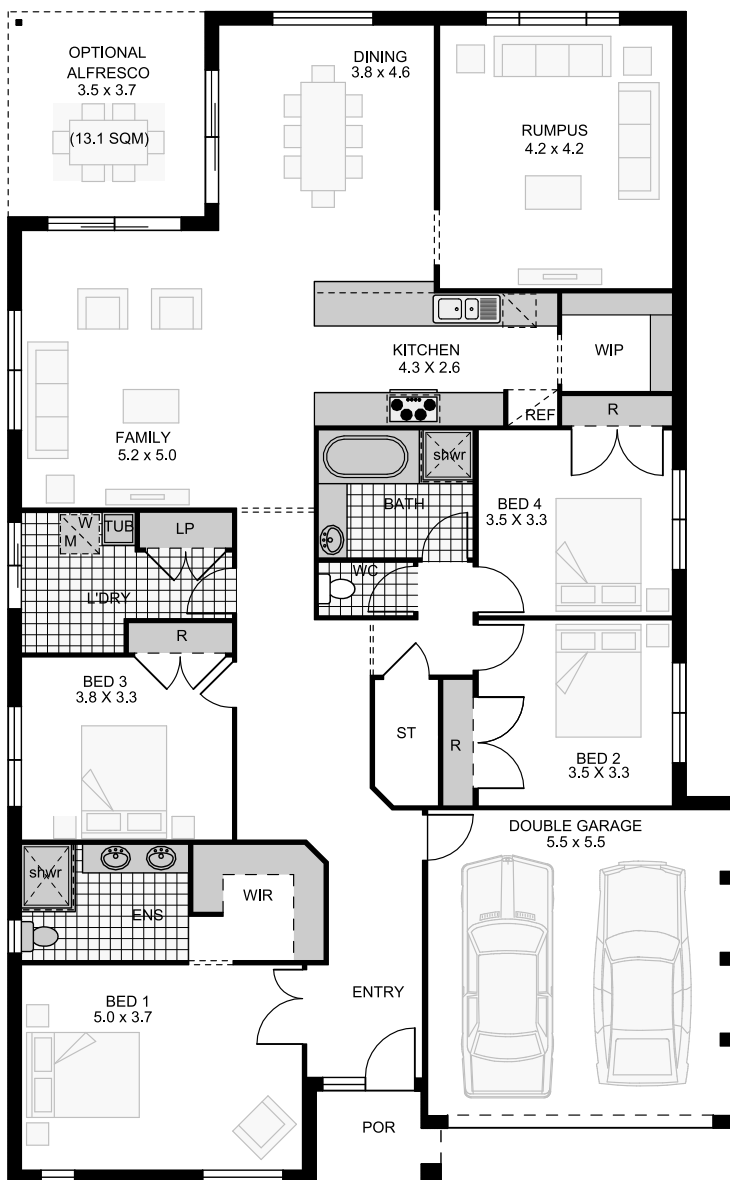 OPTIONAL
ALFRESCO
3.5 x 3.7
(13.1 SQM)
DINING
3.8 x 4.6
RUMPUS
4.2 x 4.2
KITCHEN
4.3 X 2.6
WIP
REF
R
FAMILY
5.2 x 5.0
shwr
BATH
BED 4
3.5 X 3.3
W
M
TUB
LP
L'DRY
WC
R
BED 3
3.8 X 3.3
ST
R
BED 2
3.5 X 3.3
DOUBLE GARAGE
5.5 x 5.5
shwr
ENS
WIR
BED 1
5.0 x 3.7
ENTRY
POR